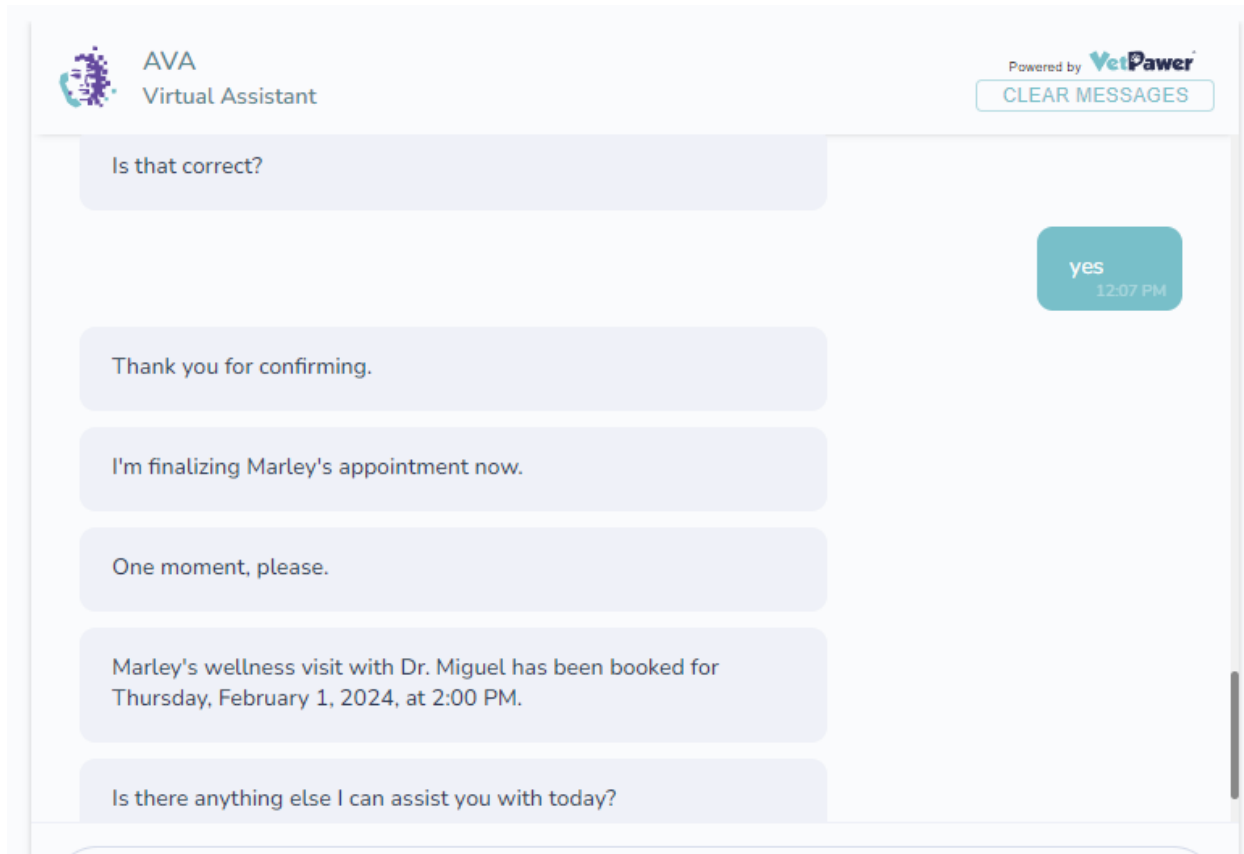 AVA
Virtual Assistant
Powered by VetPawer
CLEAR MESSAGES
Is that correct?
yes
12:07 PM
Thank you for confirming.
I'm finalizing Marley's appointment now.
One moment, please.
Marley's wellness visit with Dr. Miguel has been booked for
Thursday, February 1, 2024, at 2:00 PM.
Is there anything else I can assist you with today?